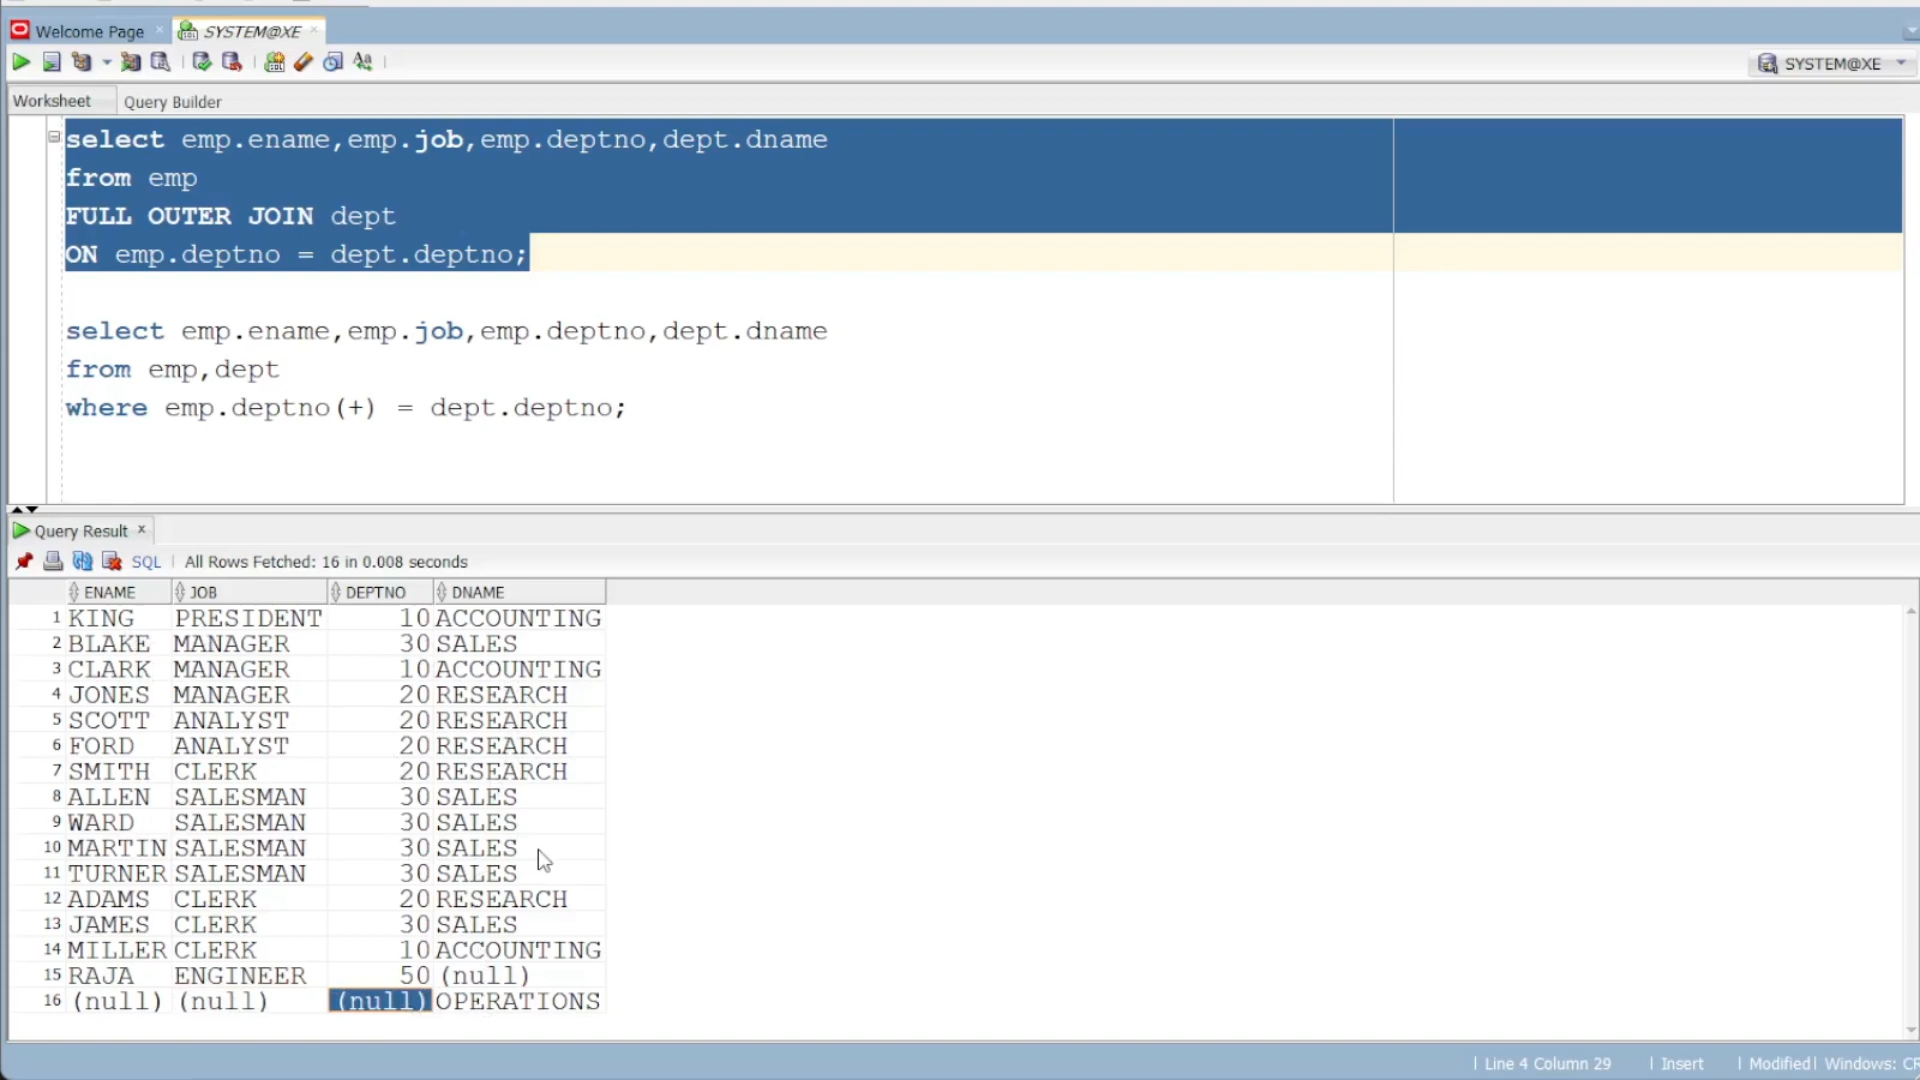 Welcome Page
SYSTEM@XE
SYSTEM@XE
Worksheet
Query Builder
select emp.ename,emp.job,emp.deptno,dept.dname
from emp
FULL OUTER JOIN dept
ON emp.deptno = dept.deptno;
select emp.ename,emp.job,emp.deptno,dept.dname
from emp,dept
where emp.deptno(+) = dept.deptno;
Query Result
SQL | All Rows Fetched: 16 in 0.008 seconds
ENAME JOB DEPTNO DNAME
1 KING PRESIDENT 10 ACCOUNTING
2 BLAKE MANAGER 30 SALES
3 CLARK MANAGER 10 ACCOUNTING
4 JONES MANAGER 20 RESEARCH
5 SCOTT ANALYST 20 RESEARCH
6 FORD ANALYST 20 RESEARCH
7 SMITH CLERK 20 RESEARCH
8 ALLEN SALESMAN 30 SALES
9 WARD SALESMAN 30 SALES
10 MARTIN SALESMAN 30 SALES
11 TURNER SALESMAN 30 SALES
12 ADAMS CLERK 20 RESEARCH
13 JAMES CLERK 30 SALES
14 MILLER CLERK 10 ACCOUNTING
15 RAJA ENGINEER 50 (null)
16 (null) (null) (null) OPERATIONS
| Line 4 Column 29 | Insert | Modified | Windows: CR